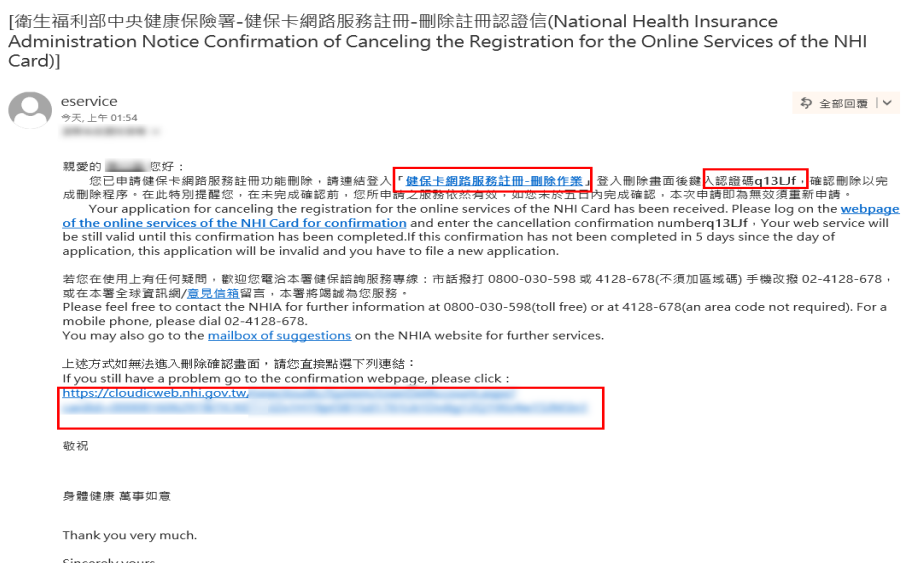 [衛生福利部中央健康保險署-健保卡網路服務註冊-刪除註冊認證信(National Health Insurance
Administration Notice Confirmation of Canceling the Registration for the Online Services of the NHI
Card)]
eservice
全部回覆
今天, 上午 01:54
親愛的 您好：
您已申請健保卡網路服務註冊功能刪除，請連結登入「健保卡網路服務註冊-刪除作業」登入刪除畫面後鍵入認證碼q13LJf，確認刪除以完
成刪除程序。在此特別提醒您，在未完成確認前，您所申請之服務依然有效，如您未於五日內完成確認，本次申請即為無效須重新申請。
Your application for canceling the registration for the online services of the NHI Card has been received. Please log on the webpage
of the online services of the NHI Card for confirmation and enter the cancellation confirmation numberq13LJf，Your web service will
be still valid until this confirmation has been completed.If this confirmation has not been completed in 5 days since the day of
application, this application will be invalid and you have to file a new application.
若您在使用上有任何疑問，歡迎您電洽本署健保諮詢服務專線：市話撥打 0800-030-598 或 4128-678(不須加區域碼) 手機改撥 02-4128-678，
或在本署全球資訊網/意見信箱留言，本署將竭誠為您服務。
Please feel free to contact the NHIA for further information at 0800-030-598(toll free) or at 4128-678(an area code not required). For a
mobile phone, please dial 02-4128-678.
You may also go to the mailbox of suggestions on the NHIA website for further services.
上述方式如無法進入刪除確認畫面，請您直接點選下列連結：
If you still have a problem go to the confirmation webpage, please click：
https://cloudicweb.nhi.gov.tw/
敬祝
身體健康 萬事如意
Thank you very much.
Sincerely yours